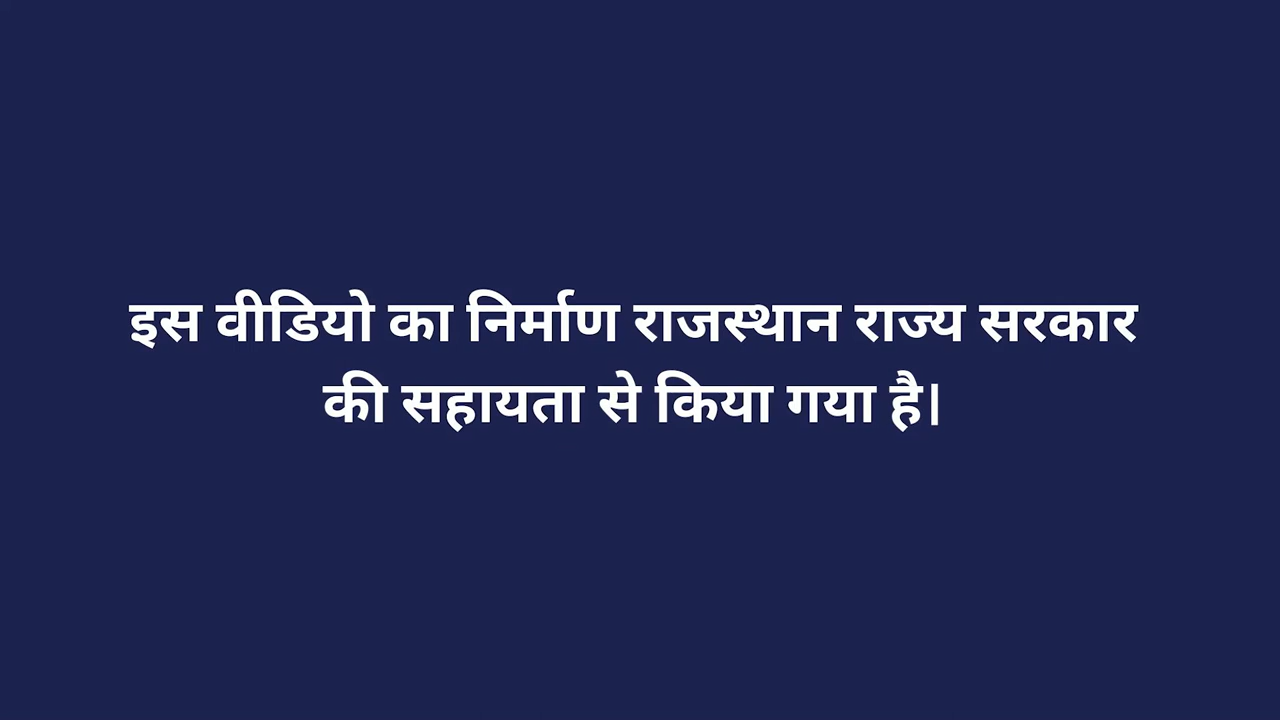 इस वीडियो का निर्माण राजस्थान राज्य सरकार
की सहायता से किया गया है।